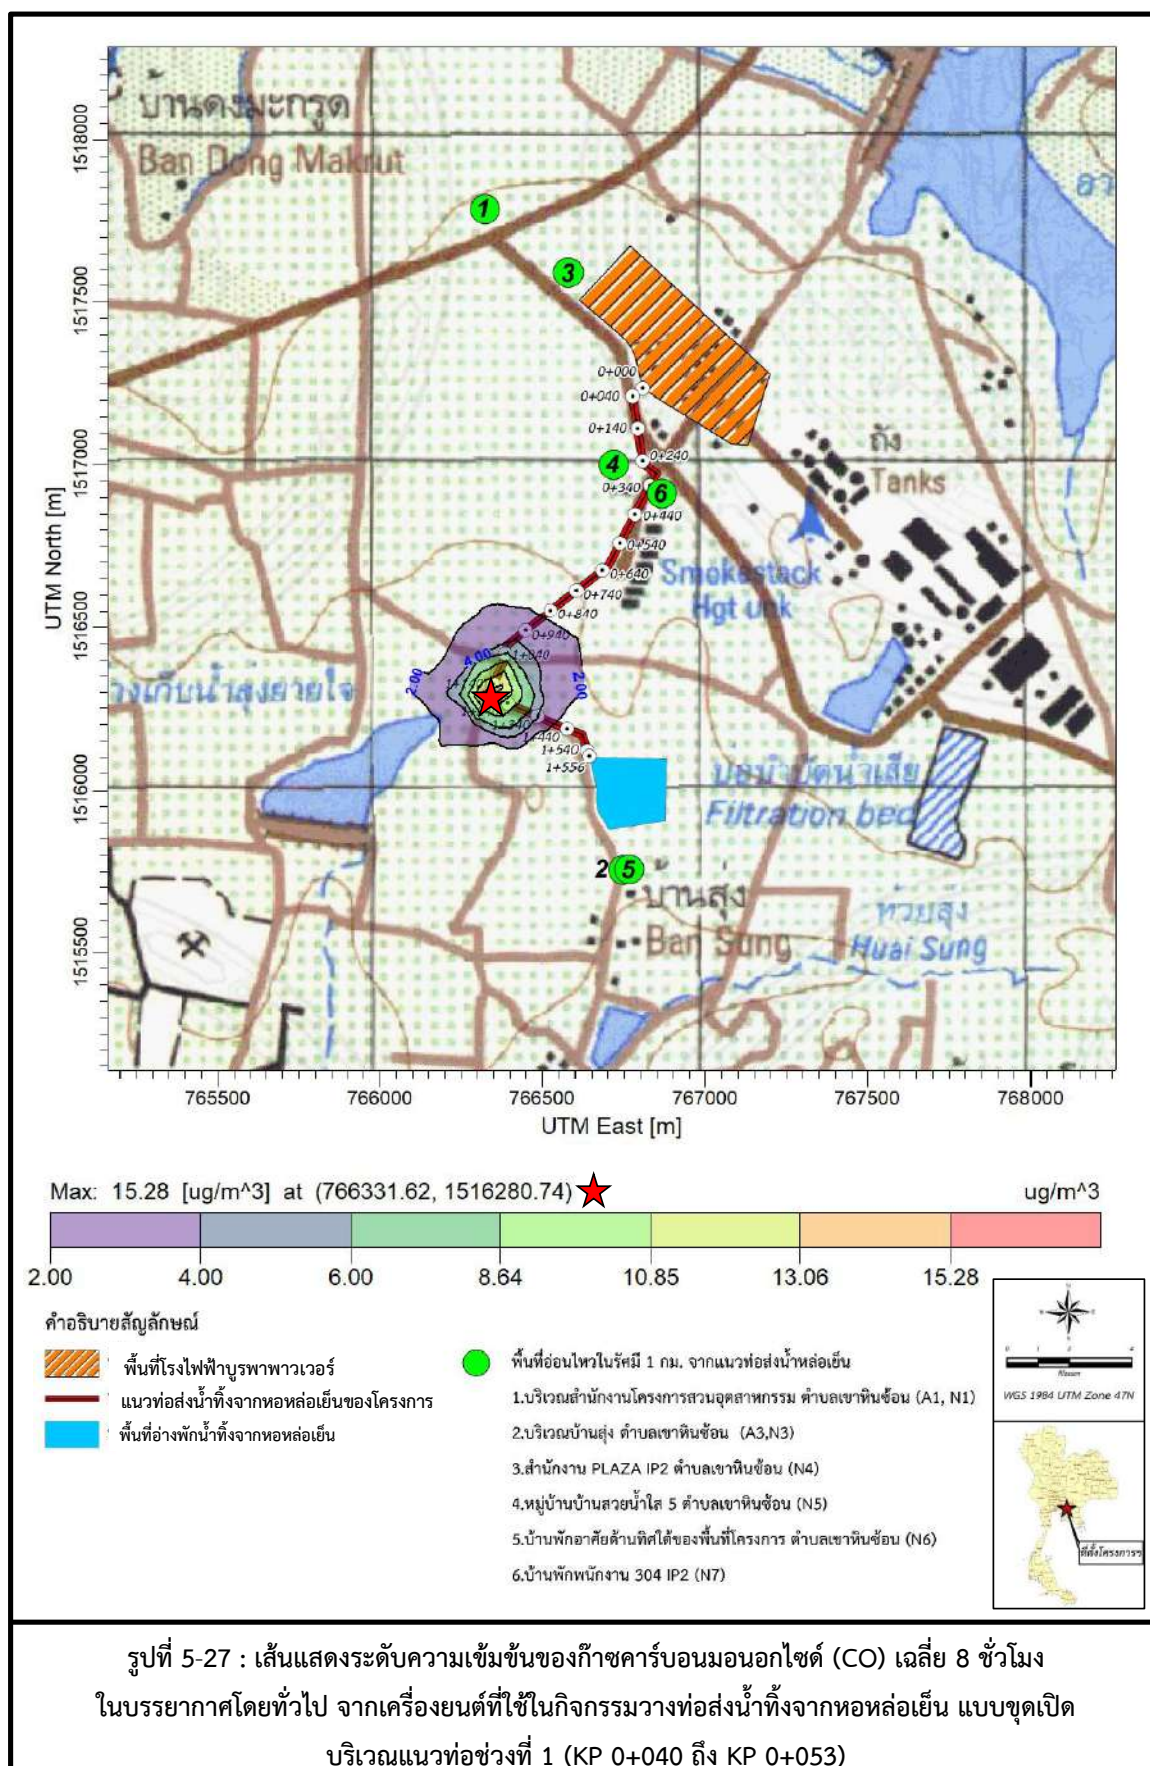 บ้านดงมะกรูด
Ban Dong Makrut
1
3
0+000
0+040
0+140
0+240
4
0+340
6
0+440
0+540
0+640
0+740
0+840
0+940
1+040
ถัง
Tanks
Smokestack
Hgt unk
4.00
2.00
2.00
1+440
1+540
1+556
Filtration bed
2
5
บ้านสุ่ง
Ban Sung
ห้วยสุ่ง
Huai Sung
1518000
1517500
1517000
1516500
1516000
1515500
UTM North [m]
765500 766000 766500 767000 767500 768000
UTM East [m]
Max: 15.28 [ug/m^3] at (766331.62, 1516280.74)
ug/m^3
2.00 4.00 6.00 8.64 10.85 13.06 15.28
คำอธิบายสัญลักษณ์
พื้นที่โรงไฟฟ้าบูรพาพาวเวอร์
แนวท่อส่งน้ำทิ้งจากหอหล่อเย็นของโครงการ
พื้นที่อ่างพักน้ำทิ้งจากหอหล่อเย็น
พื้นที่อ่อนไหวในรัศมี 1 กม. จากแนวท่อส่งน้ำหล่อเย็น
1.บริเวณสำนักงานโครงการสวนอุตสาหกรรม ตำบลเขาหินซ้อน (A1, N1)
2.บริเวณบ้านสุ่ง ตำบลเขาหินซ้อน (A3,N3)
3.สำนักงาน PLAZA IP2 ตำบลเขาหินซ้อน (N4)
4.หมู่บ้านบ้านสวยน้ำใส 5 ตำบลเขาหินซ้อน (N5)
5.บ้านพักอาศัยด้านทิศใต้ของพื้นที่โครงการ ตำบลเขาหินซ้อน (N6)
6.บ้านพักพนักงาน 304 IP2 (N7)
WGS 1984 UTM Zone 47N
ที่ตั้งโครงการฯ
รูปที่ 5-27 : เส้นแสดงระดับความเข้มข้นของก๊าซคาร์บอนมอนอกไซด์ (CO) เฉลี่ย 8 ชั่วโมง
ในบรรยากาศโดยทั่วไป จากเครื่องยนต์ที่ใช้ในกิจกรรมวางท่อส่งน้ำทิ้งจากหอหล่อเย็น แบบขุดเปิด
บริเวณแนวท่อช่วงที่ 1 (KP 0+040 ถึง KP 0+053)